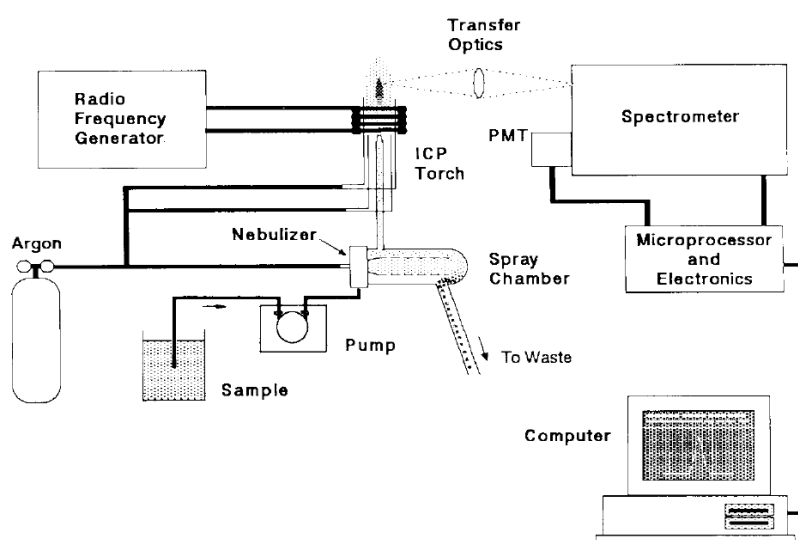 Transfer
Optics
Radio
Frequency
Generator
Spectrometer
PMT
ICP
Torch
Argon
Nebulizer
Microprocessor
and
Electronics
Spray
Chamber
Pump
To Waste
Sample
Computer